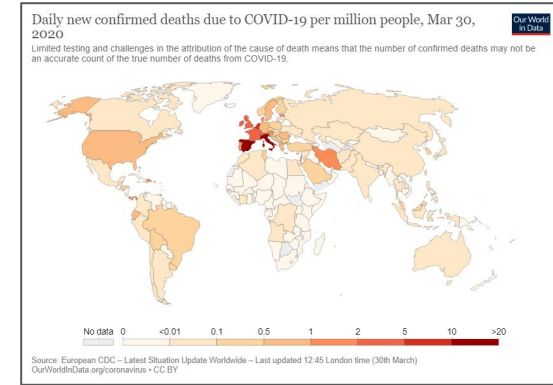 Daily new confirmed deaths due to COVID-19 per million people, Mar 30,
2020
Our World
in Data
Limited testing and challenges in the attribution of the cause of death means that the number of confirmed deaths may not be
an accurate count of the true number of deaths from COVID-19.
No data 0 <0.01 0.1 0.5 1 2 5 10 >20
Source: European CDC – Latest Situation Update Worldwide – Last updated 12:45 London time (30th March)
OurWorldInData.org/coronavirus • CC BY